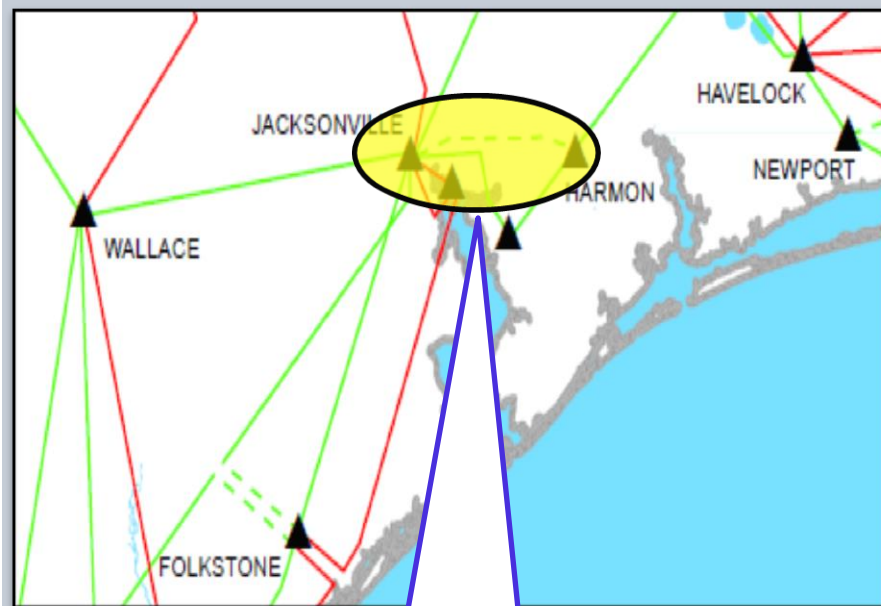 HAVELOCK
JACKSONVILLE
NEWPORT
HARMON
WALLACE
FOLKSTONE